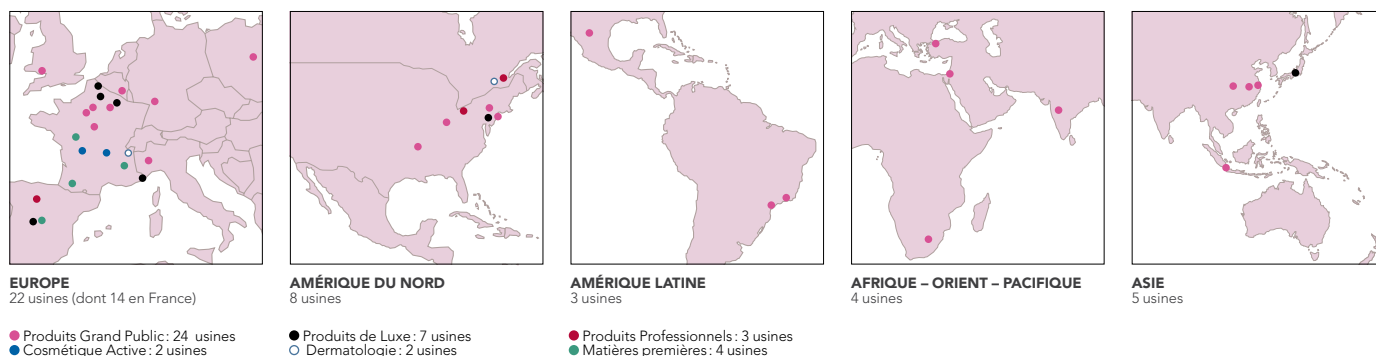 EUROPE
22 usines (dont 14 en France)
AMÉRIQUE DU NORD
8 usines
AMÉRIQUE LATINE
3 usines
AFRIQUE – ORIENT – PACIFIQUE
4 usines
ASIE
5 usines
Produits Grand Public : 24 usines
Produits de Luxe : 7 usines
Produits Professionnels : 3 usines
Cosmétique Active : 2 usines
Dermatologie : 2 usines
Matières premières : 4 usines